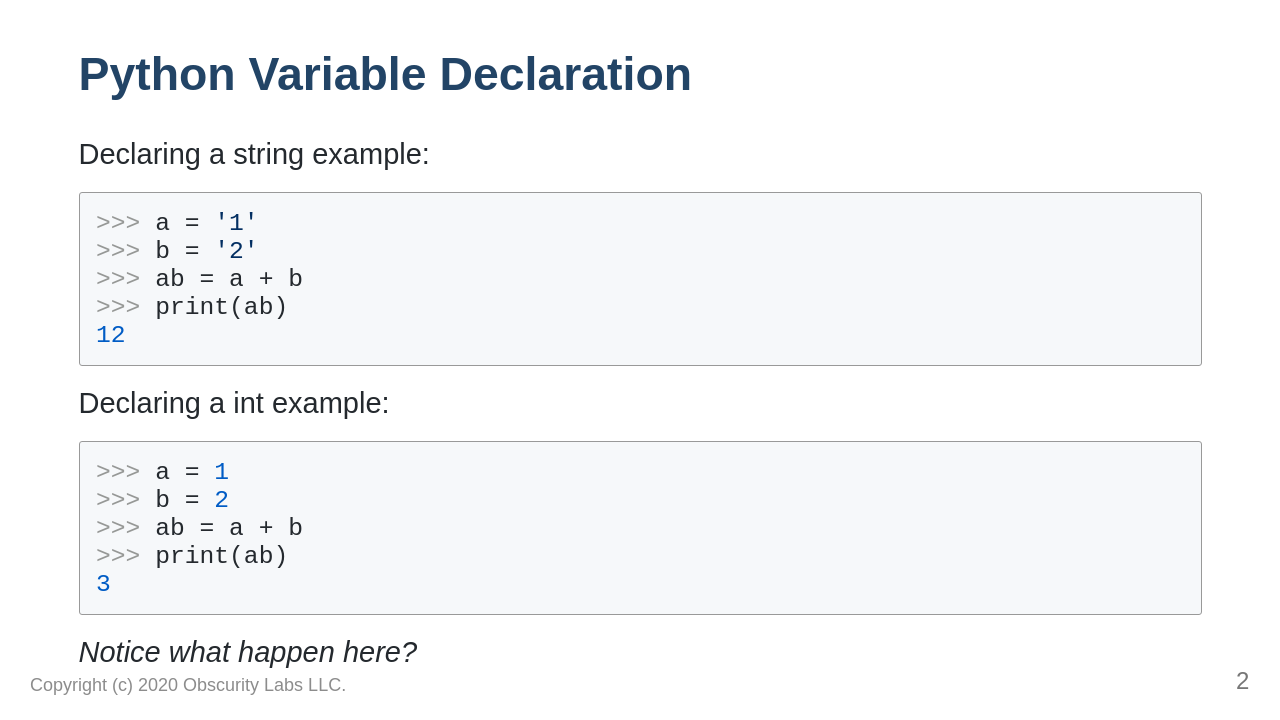 Python Variable Declaration
Declaring a string example:
>>> a = '1'
>>> b = '2'
>>> ab = a + b
>>> print(ab)
12
Declaring a int example:
>>> a = 1
>>> b = 2
>>> ab = a + b
>>> print(ab)
3
Notice what happen here?
Copyright (c) 2020 Obscurity Labs LLC.
2